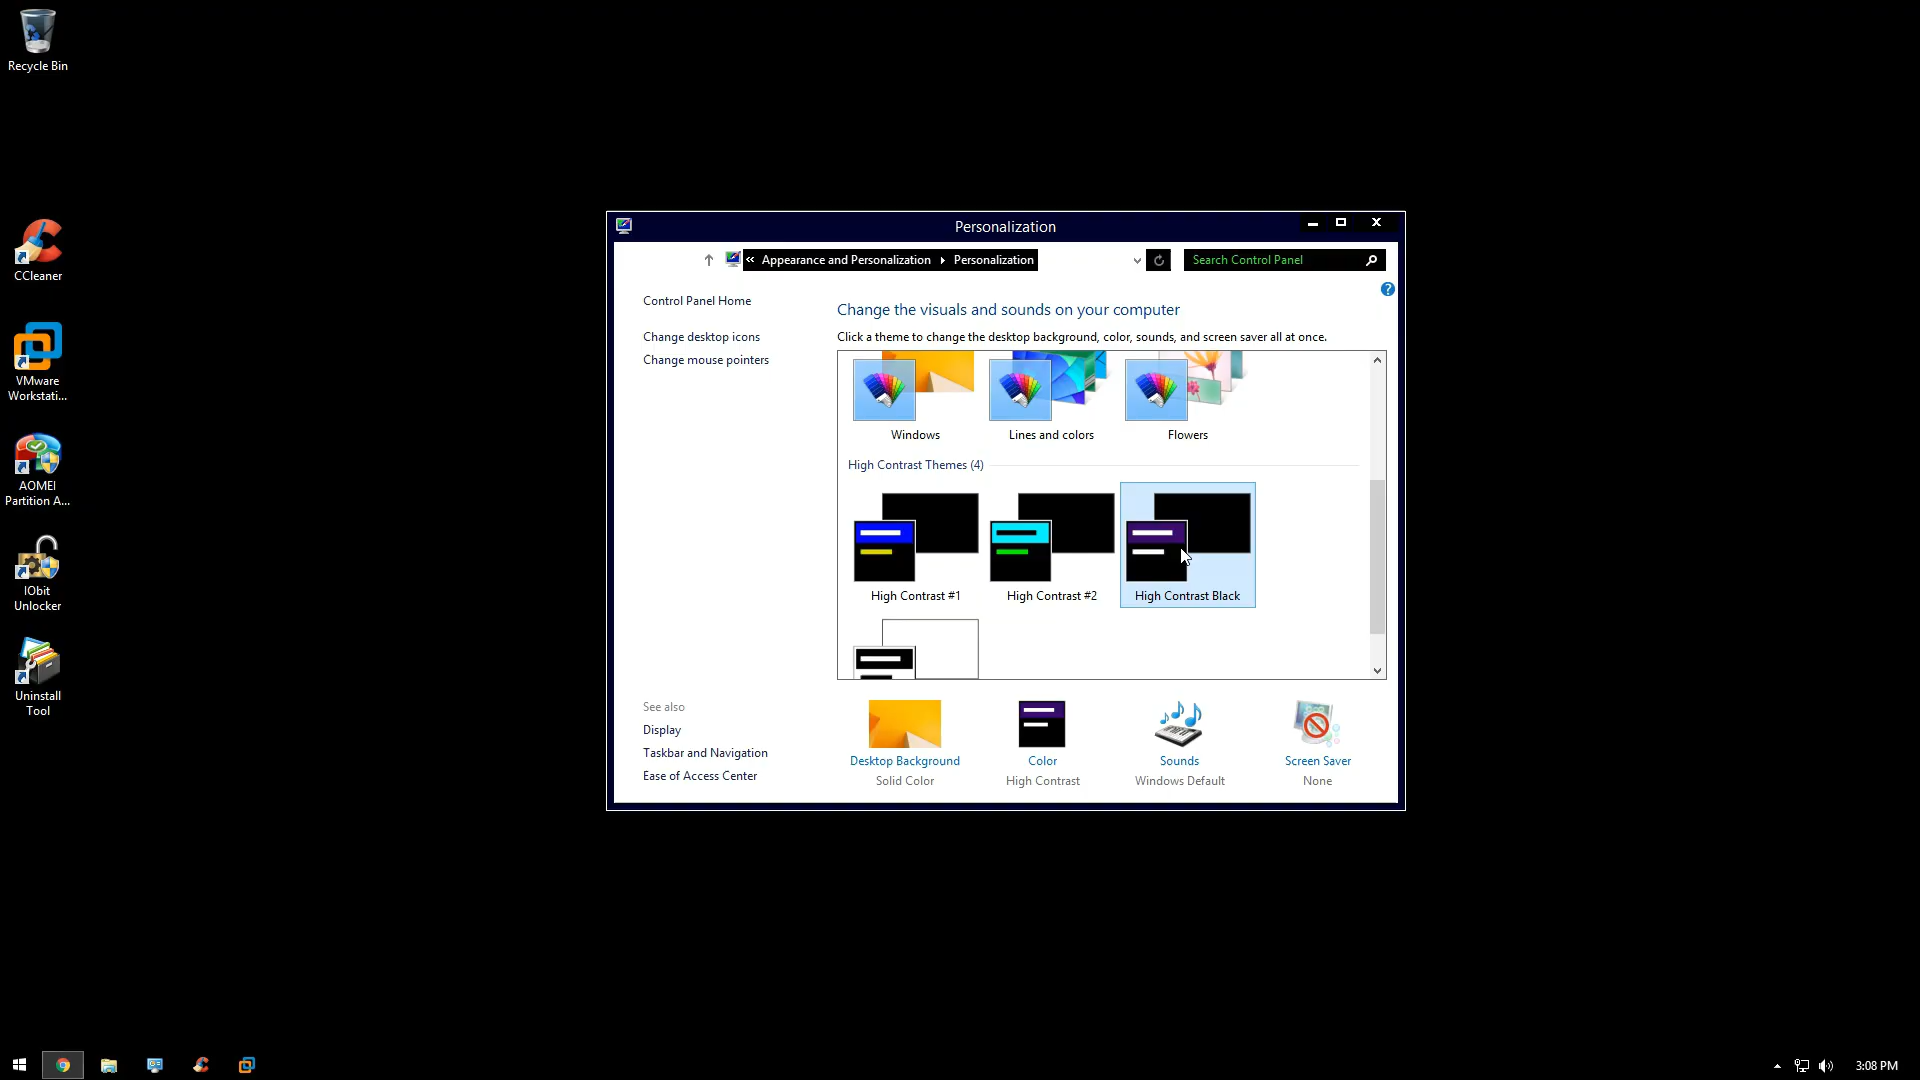 Recycle Bin
CCleaner
VMware
Workstati...
AOMEI
Partition A...
IObit
Unlocker
Uninstall
Tool
Personalization
« Appearance and Personalization Personalization
Search Control Panel
Control Panel Home
Change desktop icons
Change mouse pointers
Change the visuals and sounds on your computer
Click a theme to change the desktop background, color, sounds, and screen saver all at once.
Windows
Lines and colors
Flowers
High Contrast Themes (4)
High Contrast #1
High Contrast #2
High Contrast Black
See also
Display
Taskbar and Navigation
Ease of Access Center
Desktop Background
Solid Color
Color
High Contrast
Sounds
Windows Default
Screen Saver
None
3:08 PM